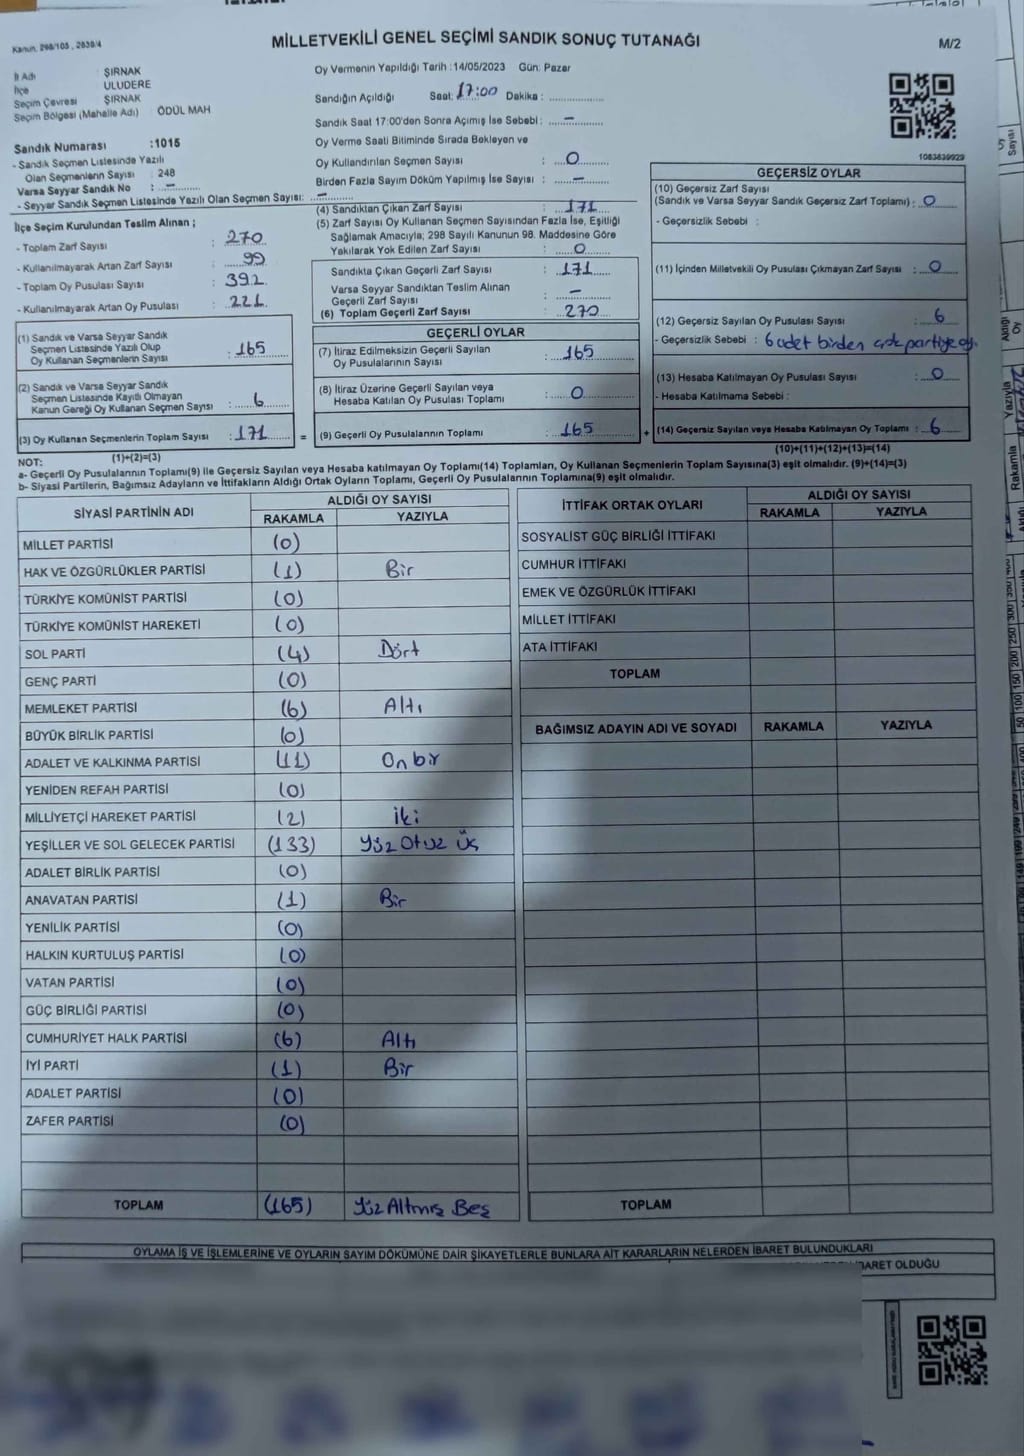 Kanun: 298/105, 2839/4
MİLLETVEKİLİ GENEL SEÇİMİ SANDIK SONUÇ TUTANAĞI
M/2
İl Adı : ŞIRNAK
İlçe : ULUDERE
Seçim Çevresi : ŞIRNAK
Seçim Bölgesi (Mahalle Adı) : ÖDÜL MAH
Sandık Numarası :1015
- Sandık Seçmen Listesinde Yazılı
Olan Seçmenlerin Sayısı : 248
Varsa Seyyar Sandık No : -
- Seyyar Sandık Seçmen Listesinde Yazılı Olan Seçmen Sayısı: -
İlçe Seçim Kurulundan Teslim Alınan ;
- Toplam Zarf Sayısı : 270
- Kullanılmayarak Artan Zarf Sayısı : 99
- Toplam Oy Pusulası Sayısı : 392
- Kullanılmayarak Artan Oy Pusulası : 221
(1) Sandık ve Varsa Seyyar Sandık
Seçmen Listesinde Yazılı Olup
Oy Kullanan Seçmenlerin Sayısı : 165
(2) Sandık ve Varsa Seyyar Sandık
Seçmen Listesinde Kayıtlı Olmayan
Kanun Gereği Oy Kullanan Seçmen Sayısı : 6
(3) Oy Kullanan Seçmenlerin Toplam Sayısı : 171 =
(1)+(2)=(3)
Oy Vermenin Yapıldığı Tarih :14/05/2023 Gün: Pazar
Sandığın Açıldığı Saat: 17:00 Dakika :
Sandık Saat 17:00'den Sonra Açımış İse Sebebi : -
Oy Verme Saati Bitiminde Sırada Bekleyen ve
Oy Kullandırılan Seçmen Sayısı : 0
Birden Fazla Sayım Döküm Yapılmış İse Sayısı : -
(4) Sandıktan Çıkan Zarf Sayısı : 171
(5) Zarf Sayısı Oy Kullanan Seçmen Sayısından Fazla İse, Eşitliği
Sağlamak Amacıyla; 298 Sayılı Kanunun 98. Maddesine Göre
Yakılarak Yok Edilen Zarf Sayısı : 0
Sandıkta Çıkan Geçerli Zarf Sayısı : 171
Varsa Seyyar Sandıktan Teslim Alınan
Geçerli Zarf Sayısı : -
(6) Toplam Geçerli Zarf Sayısı : 270
GEÇERLİ OYLAR
(7) İtiraz Edilmeksizin Geçerli Sayılan
Oy Pusulalarının Sayısı : 165
(8) İtiraz Üzerine Geçerli Sayılan veya
Hesaba Katılan Oy Pusulası Toplamı : 0
(9) Geçerli Oy Pusulalarının Toplamı : 165 +
1083639929
GEÇERSİZ OYLAR
(10) Geçersiz Zarf Sayısı
(Sandık ve Varsa Seyyar Sandık Geçersiz Zarf Toplamı) : 0
- Geçersizlik Sebebi :
(11) İçinden Milletvekili Oy Pusulası Çıkmayan Zarf Sayısı : 0
(12) Geçersiz Sayılan Oy Pusulası Sayısı : 6
- Geçersizlik Sebebi : 6 adet birden çok partiye oy.
(13) Hesaba Katılmayan Oy Pusulası Sayısı : 0
- Hesaba Katılmama Sebebi :
(14) Geçersiz Sayılan veya Hesaba Katılmayan Oy Toplamı : 6
(10)+(11)+(12)+(13)=(14)
NOT:
a- Geçerli Oy Pusulalarının Toplamı(9) ile Geçersiz Sayılan veya Hesaba katılmayan Oy Toplamı(14) Toplamları, Oy Kullanan Seçmenlerin Toplam Sayısına(3) eşit olmalıdır. (9)+(14)=(3)
b- Siyasi Partilerin, Bağımsız Adayların ve İttifakların Aldığı Ortak Oyların Toplamı, Geçerli Oy Pusulalarının Toplamına(9) eşit olmalıdır.
SİYASİ PARTİNİN ADI ALDIĞI OY SAYISI
RAKAMLA YAZIYLA
MİLLET PARTİSİ (0)
HAK VE ÖZGÜRLÜKLER PARTİSİ (1) Bir
TÜRKİYE KOMÜNİST PARTİSİ (0)
TÜRKİYE KOMÜNİST HAREKETİ (0)
SOL PARTİ (4) Dört
GENÇ PARTİ (0)
MEMLEKET PARTİSİ (6) Altı
BÜYÜK BİRLİK PARTİSİ (0)
ADALET VE KALKINMA PARTİSİ (11) On bir
YENİDEN REFAH PARTİSİ (0)
MİLLİYETÇİ HAREKET PARTİSİ (2) İki
YEŞİLLER VE SOL GELECEK PARTİSİ (133) Yüz Otuz Üç
ADALET BİRLİK PARTİSİ (0)
ANAVATAN PARTİSİ (1) Bir
YENİLİK PARTİSİ (0)
HALKIN KURTULUŞ PARTİSİ (0)
VATAN PARTİSİ (0)
GÜÇ BİRLİĞİ PARTİSİ (0)
CUMHURİYET HALK PARTİSİ (6) Altı
İYİ PARTİ (1) Bir
ADALET PARTİSİ (0)
ZAFER PARTİSİ (0)
TOPLAM (165) Yüz Altmış Beş
İTTİFAK ORTAK OYLARI ALDIĞI OY SAYISI
RAKAMLA YAZIYLA
SOSYALİST GÜÇ BİRLİĞİ İTTİFAKI
CUMHUR İTTİFAKI
EMEK VE ÖZGÜRLÜK İTTİFAKI
MİLLET İTTİFAKI
ATA İTTİFAKI
TOPLAM
BAĞIMSIZ ADAYIN ADI VE SOYADI RAKAMLA YAZIYLA
TOPLAM
OYLAMA İŞ VE İŞLEMLERİNE VE OYLARIN SAYIM DÖKÜMÜNE DAİR ŞİKAYETLERLE BUNLARA AİT KARARLARIN NELERDEN İBARET BULUNDUKLARI
BARET OLDUĞU